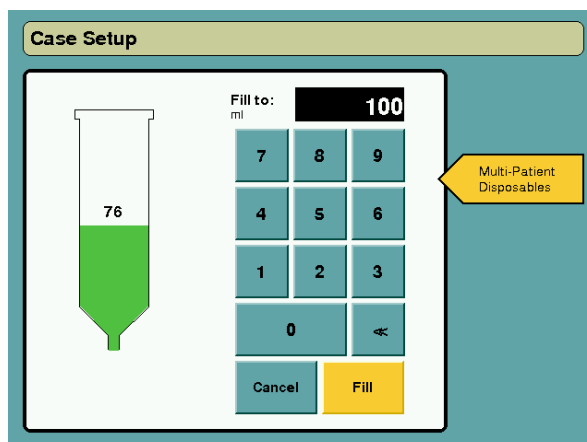 Case Setup
Fill to:
ml
100
7 8 9
76
4 5 6
1 2 3
0 ≪
Cancel Fill
Multi-Patient
Disposables